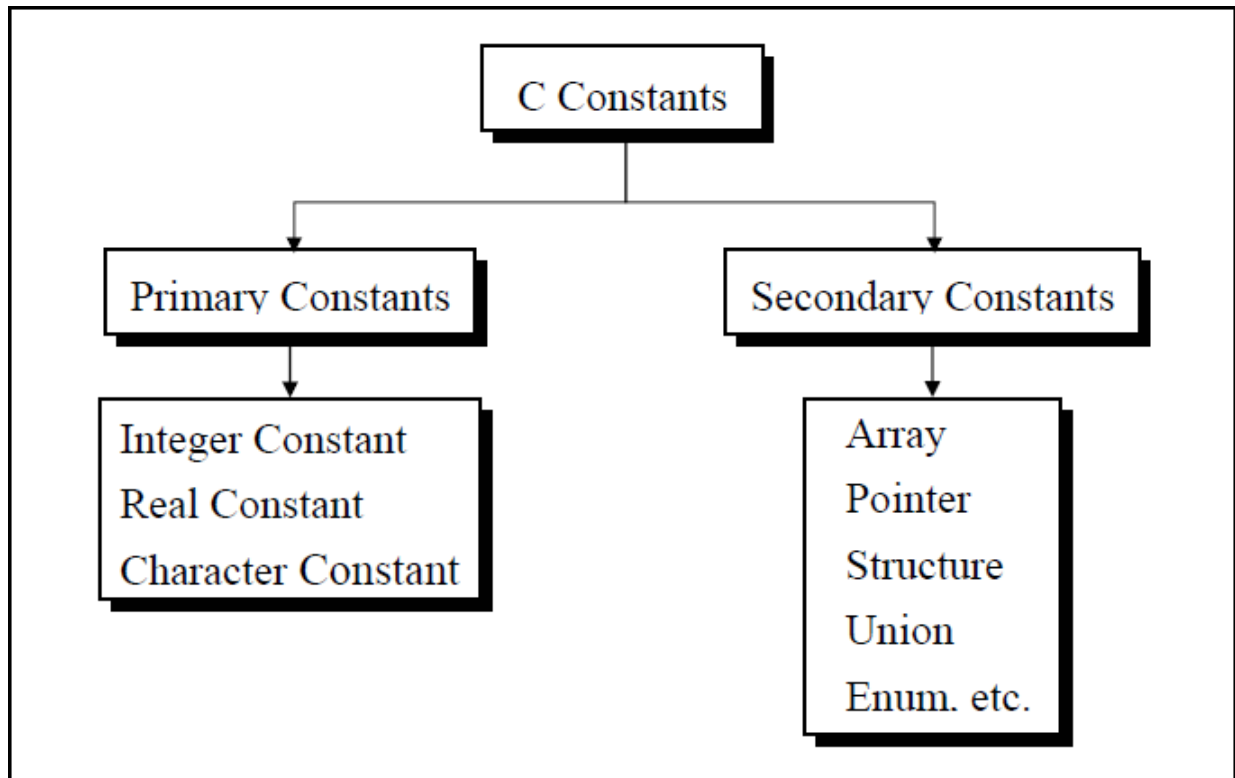 C Constants
Primary Constants
Secondary Constants
Integer Constant
Real Constant
Character Constant
Array
Pointer
Structure
Union
Enum. etc.